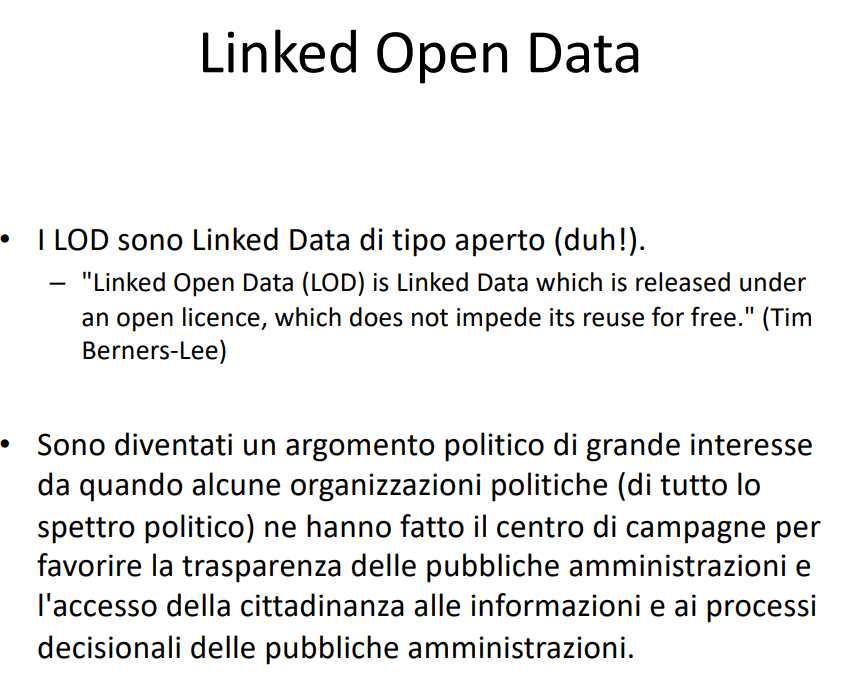 Linked Open Data
• I LOD sono Linked Data di tipo aperto (duh!).
– "Linked Open Data (LOD) is Linked Data which is released under
an open licence, which does not impede its reuse for free." (Tim
Berners-Lee)
• Sono diventati un argomento politico di grande interesse
da quando alcune organizzazioni politiche (di tutto lo
spettro politico) ne hanno fatto il centro di campagne per
favorire la trasparenza delle pubbliche amministrazioni e
l'accesso della cittadinanza alle informazioni e ai processi
decisionali delle pubbliche amministrazioni.